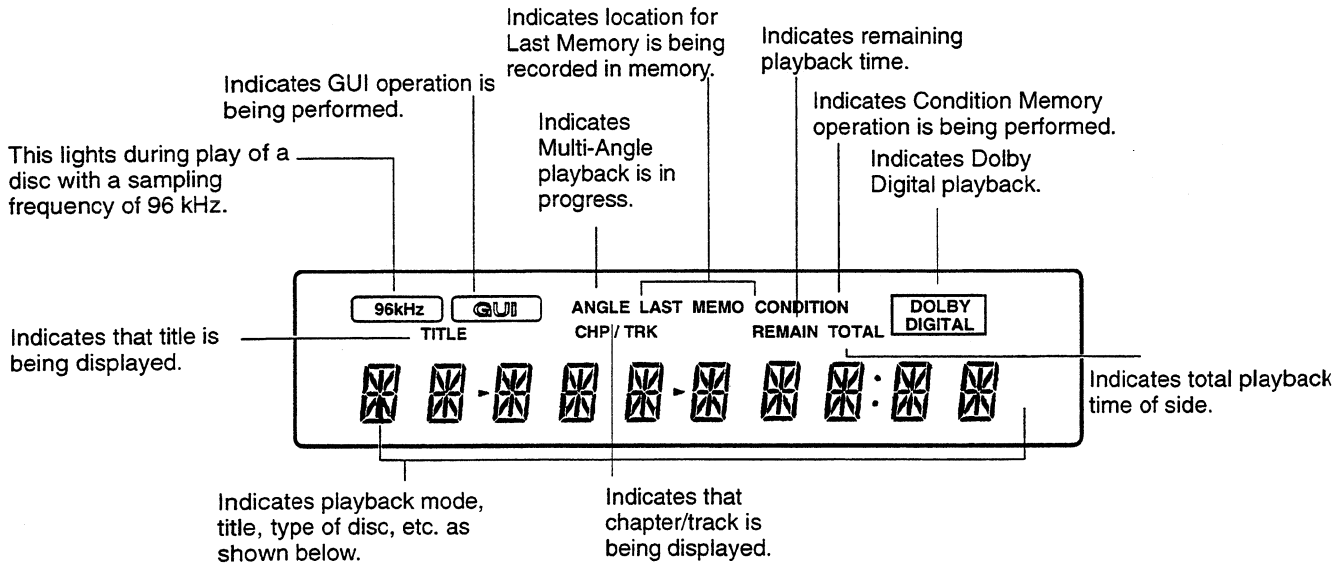 Indicates location for
Last Memory is being
recorded in memory.
Indicates remaining
playback time.
Indicates GUI operation is
being performed.
Indicates Condition Memory
operation is being performed.
Indicates
Multi-Angle
playback is in
progress.
This lights during play of a
disc with a sampling
frequency of 96 kHz.
Indicates Dolby
Digital playback.
96kHz GUI ANGLE LAST MEMO CONDITION DOLBY
DIGITAL
TITLE CHP / TRK REMAIN TOTAL
Indicates that title is
being displayed.
Indicates total playback
time of side.
Indicates playback mode,
title, type of disc, etc. as
shown below.
Indicates that
chapter/track is
being displayed.